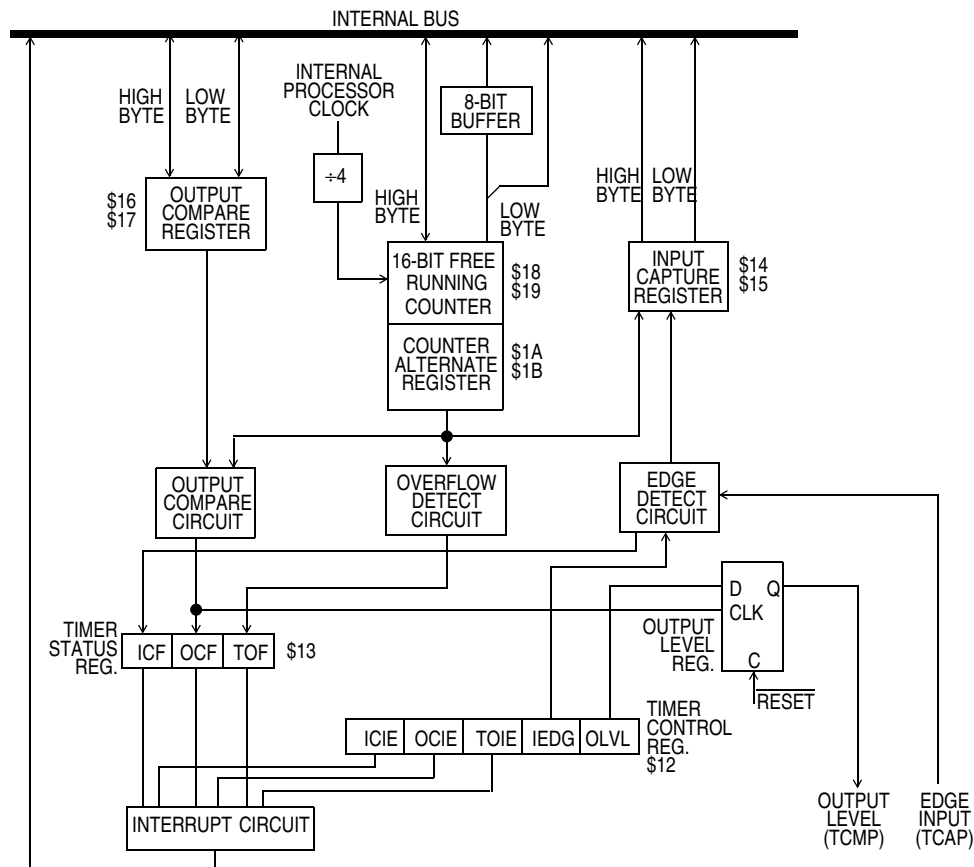 INTERNAL BUS
HIGH
BYTE
LOW
BYTE
INTERNAL
PROCESSOR
CLOCK
8-BIT
BUFFER
÷4
$16
$17
OUTPUT
COMPARE
REGISTER
HIGH
BYTE
LOW
BYTE
HIGH
BYTE
LOW
BYTE
16-BIT FREE
RUNNING
COUNTER
$18
$19
INPUT
CAPTURE
REGISTER
$14
$15
COUNTER
ALTERNATE
REGISTER
$1A
$1B
OUTPUT
COMPARE
CIRCUIT
OVERFLOW
DETECT
CIRCUIT
EDGE
DETECT
CIRCUIT
D Q
CLK
C
OUTPUT
LEVEL
REG.
RESET
TIMER
STATUS
REG.
ICF OCF TOF
$13
ICIE OCIE TOIE IEDG OLVL
TIMER
CONTROL
REG.
$12
INTERRUPT CIRCUIT
OUTPUT
LEVEL
(TCMP)
EDGE
INPUT
(TCAP)